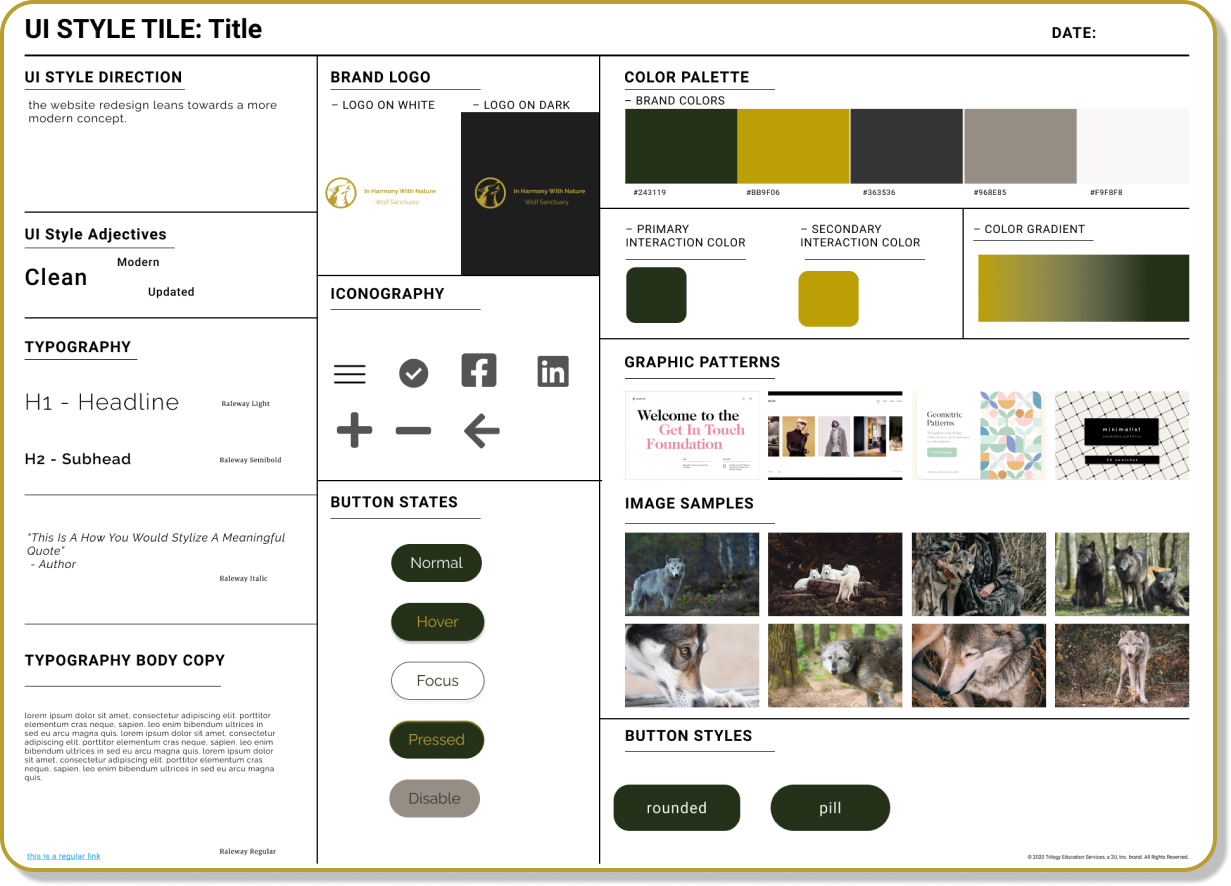 UI STYLE TILE: Title
DATE:
UI STYLE DIRECTION
the website redesign leans towards a more
modern concept.
UI Style Adjectives
Modern
Clean
Updated
TYPOGRAPHY
H1 - Headline
Raleway Light
H2 - Subhead
Raleway Semibold
"This Is A How You Would Stylize A Meaningful
Quote"
- Author
Raleway Italic
TYPOGRAPHY BODY COPY
lorem ipsum dolor sit amet, consectetur adipiscing elit. porttitor
elementum cras neque, sapien. leo enim bibendum ultrices in
sed eu arcu magna quis. lorem ipsum dolor sit amet, consectetur
adipiscing elit. porttitor elementum cras neque, sapien. leo enim
bibendum ultrices in sed eu arcu magna quis. lorem ipsum dolor
sit amet, consectetur adipiscing elit. porttitor elementum cras
neque, sapien. leo enim bibendum ultrices in sed eu arcu magna
quis.
Raleway Regular
this is a regular link
BRAND LOGO
– LOGO ON WHITE
– LOGO ON DARK
In Harmony With Nature
Wolf Sanctuary
In Harmony With Nature
Wolf Sanctuary
ICONOGRAPHY
BUTTON STATES
Normal
Hover
Focus
Pressed
Disable
COLOR PALETTE
– BRAND COLORS
#243119
#BB9F06
#363536
#968E85
#F9F8F8
– PRIMARY
INTERACTION COLOR
– SECONDARY
INTERACTION COLOR
– COLOR GRADIENT
GRAPHIC PATTERNS
Welcome to the
Get In Touch
Foundation
Geometric
Patterns
minimalist
seamless patterns
IMAGE SAMPLES
BUTTON STYLES
rounded
pill
© 2020 Trilogy Education Services, a 2U, Inc. brand. All Rights Reserved.